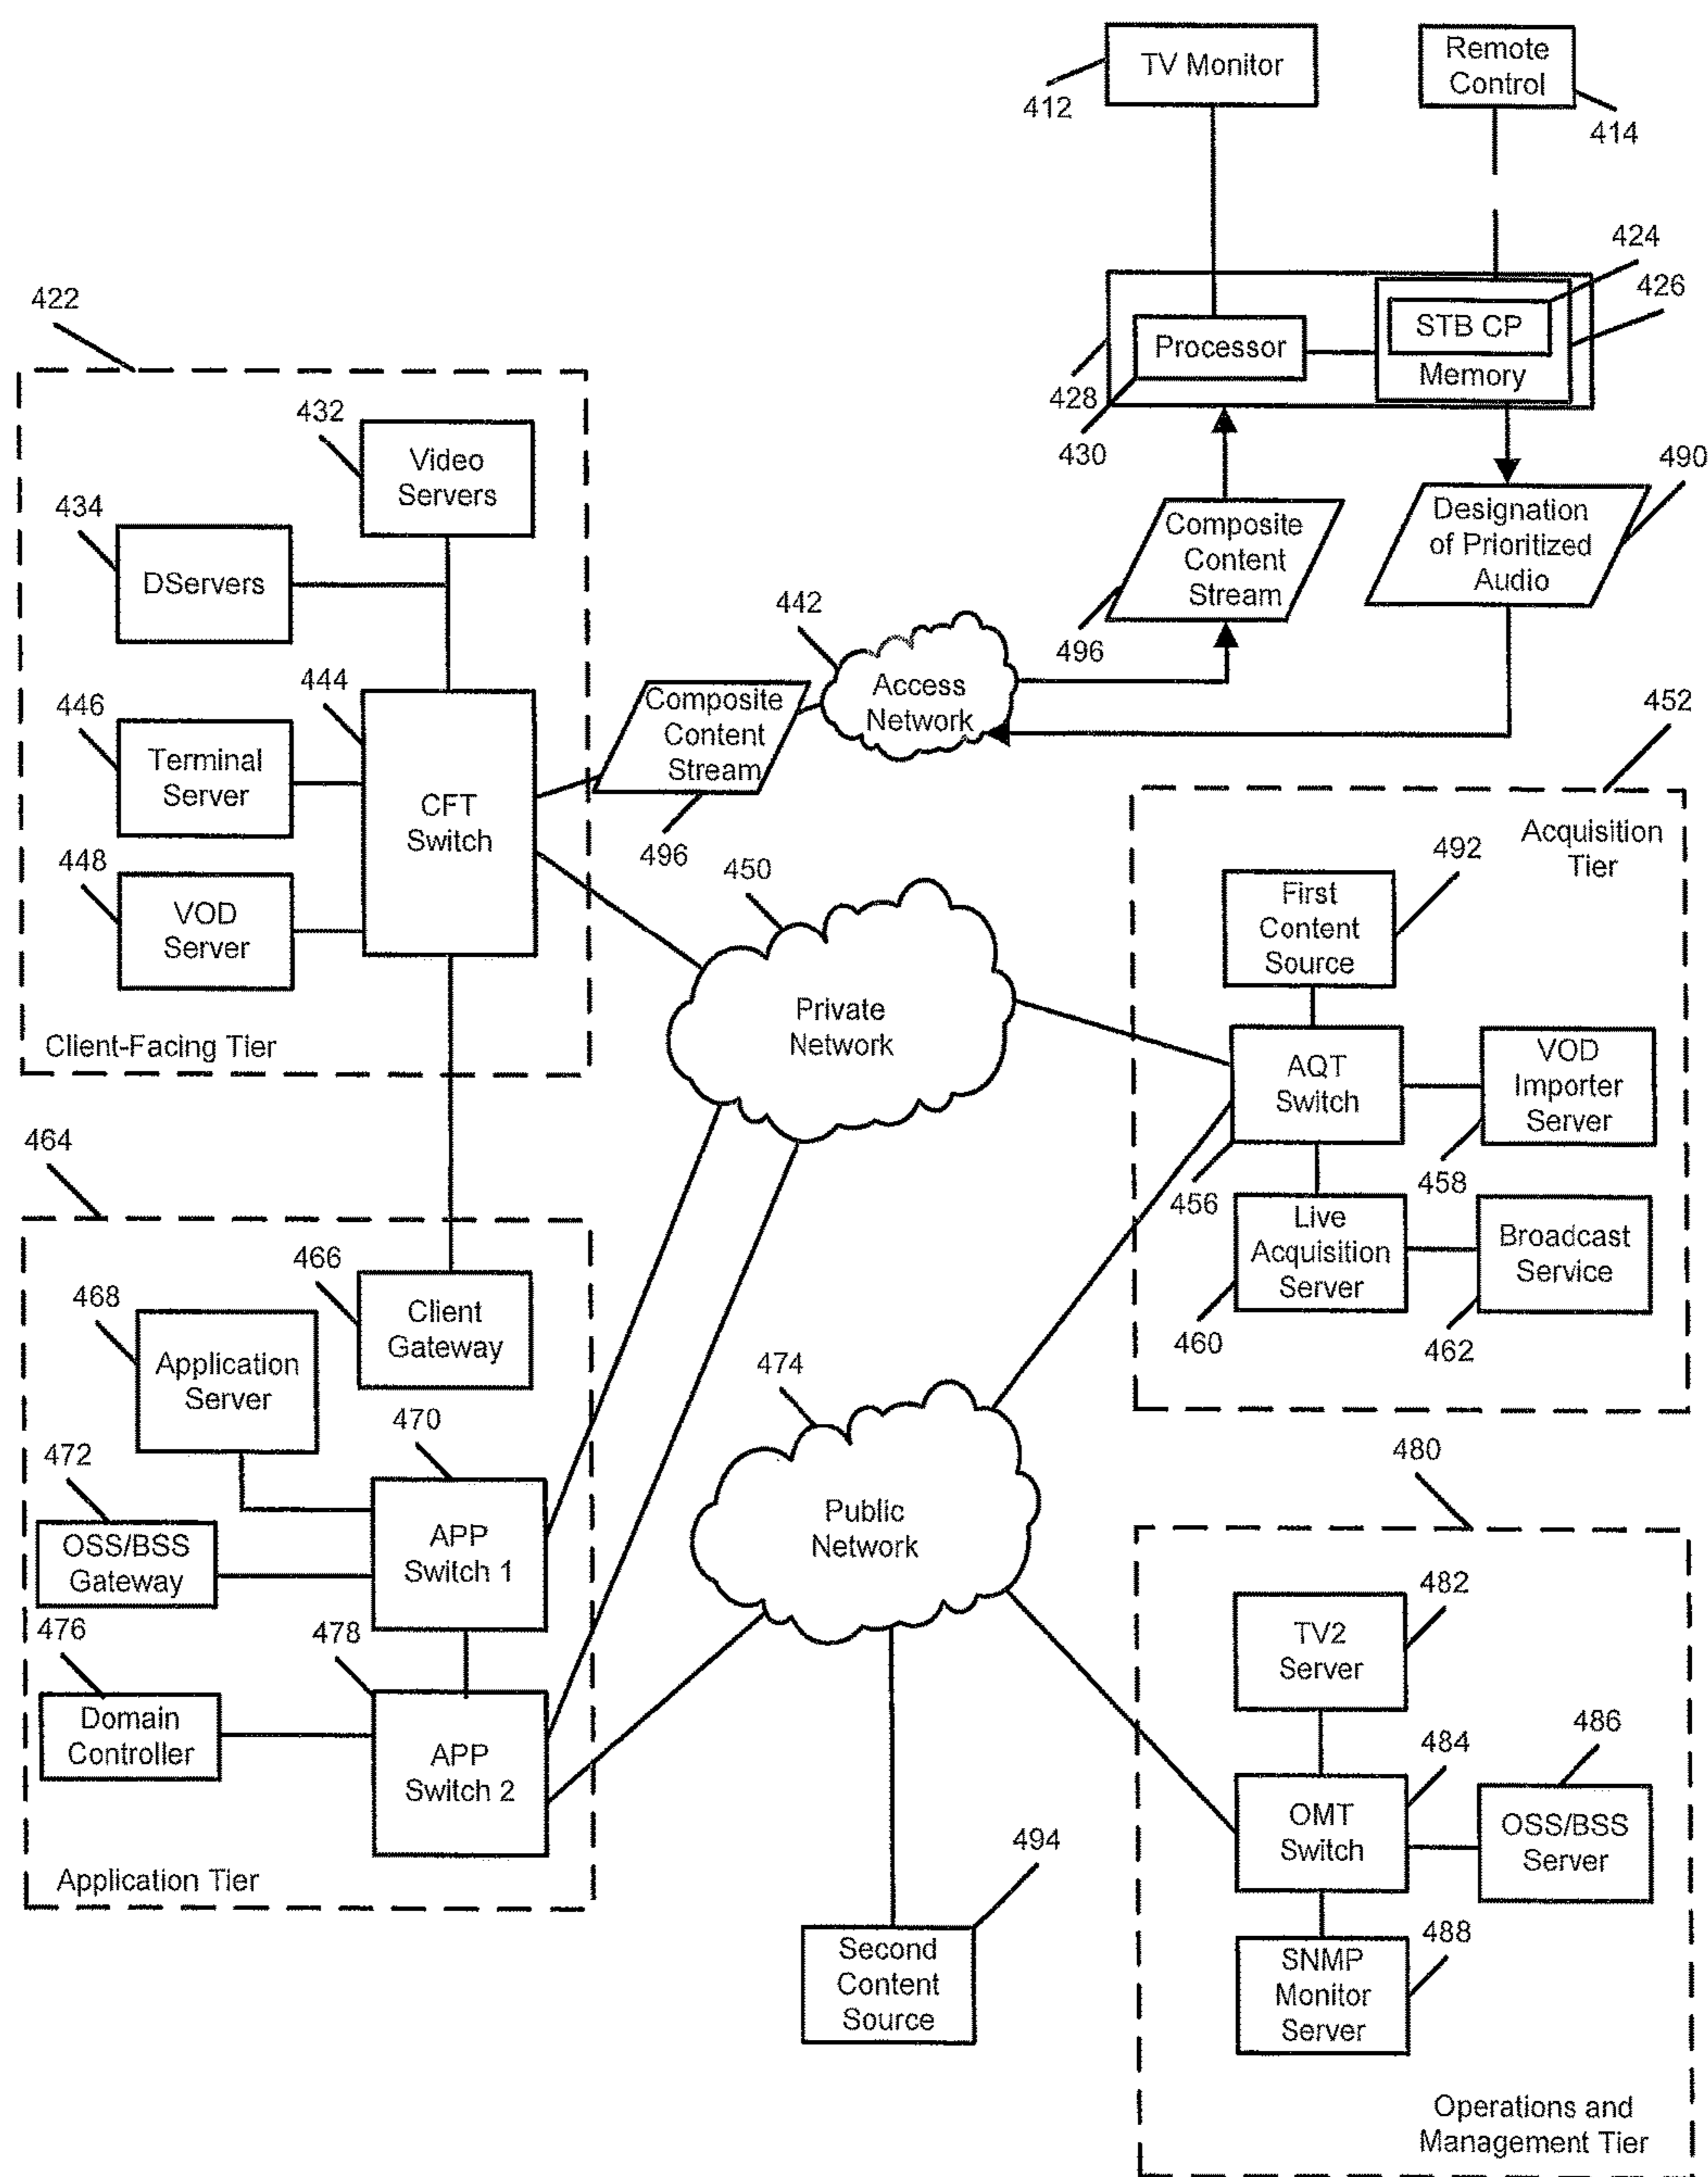 TV Monitor
412
Remote
Control
414
424
426
STB CP
Memory
Processor
428
430
422
432
Video
Servers
434
DServers
490
Designation
of Prioritized
Audio
Composite
Content
Stream
496
442
Access
Network
444
446
Terminal
Server
CFT
Switch
448
VOD
Server
Composite
Content
Stream
496
Client-Facing Tier
450
Private
Network
452
Acquisition
Tier
492
First
Content
Source
AQT
Switch
456
VOD
Importer
Server
458
Live
Acquisition
Server
460
Broadcast
Service
462
464
466
Client
Gateway
468
Application
Server
470
472
OSS/BSS
Gateway
APP
Switch 1
476
Domain
Controller
478
APP
Switch 2
Application Tier
474
Public
Network
494
Second
Content
Source
480
482
TV2
Server
484
OMT
Switch
486
OSS/BSS
Server
488
SNMP
Monitor
Server
Operations and
Management Tier